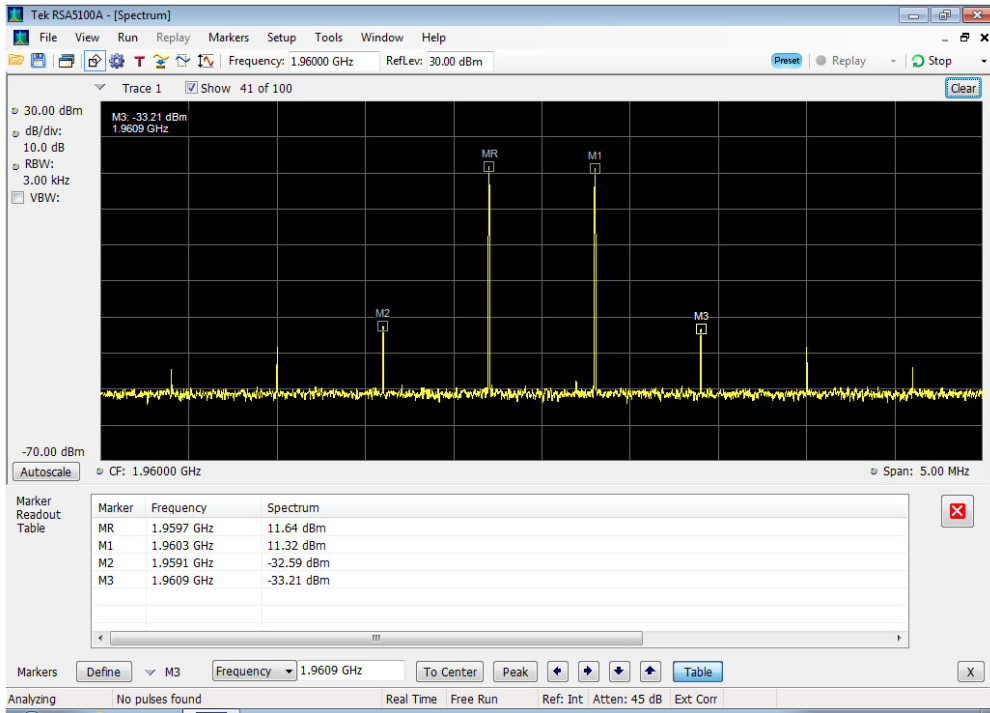 Tek RSA5100A - [Spectrum]
File View Run Replay Markers Setup Tools Window Help
T Frequency: 1.96000 GHz RefLev: 30.00 dBm Preset Replay Stop
Trace 1 Show 41 of 100 Clear
30.00 dBm
dB/div:
10.0 dB
RBW:
3.00 kHz
VBW:
M3: -33.21 dBm
1.9609 GHz
MR
M1
M2
M3
-70.00 dBm
Autoscale CF: 1.96000 GHz Span: 5.00 MHz
Marker
Readout
Table
Marker Frequency Spectrum
MR 1.9597 GHz 11.64 dBm
M1 1.9603 GHz 11.32 dBm
M2 1.9591 GHz -32.59 dBm
M3 1.9609 GHz -33.21 dBm
Markers Define M3 Frequency 1.9609 GHz To Center Peak Table X
Analyzing No pulses found Real Time Free Run Ref: Int Atten: 45 dB Ext Corr